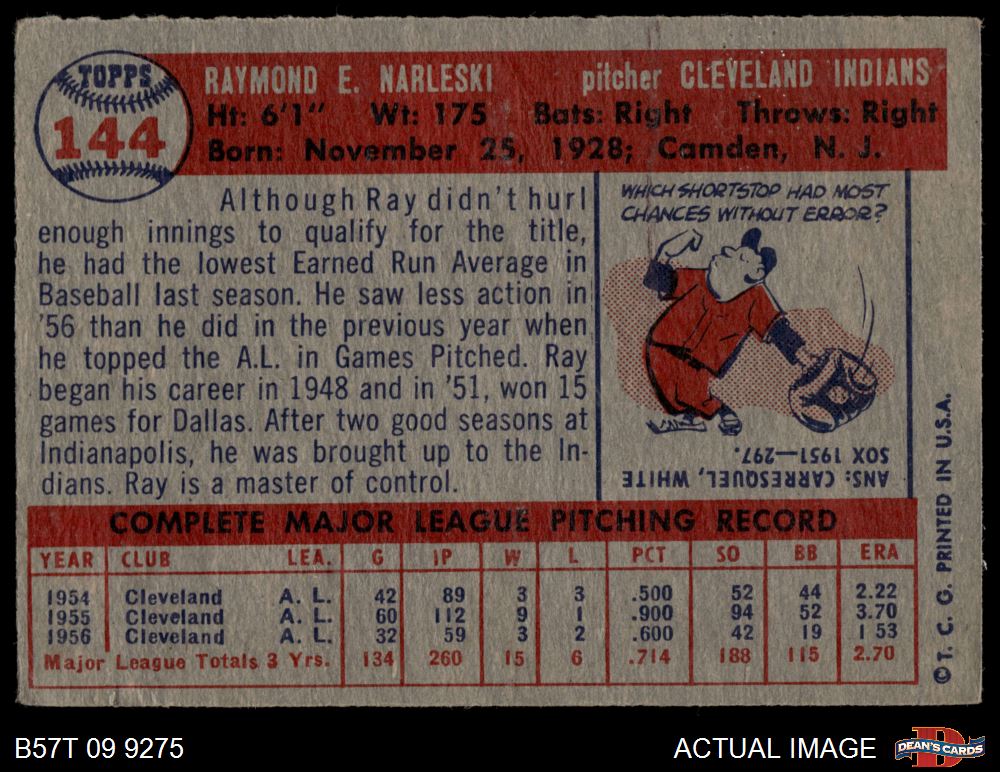 TOPPS
144
RAYMOND E. NARLESKI pitcher CLEVELAND INDIANS
Ht: 6'1" Wt: 175 Bats: Right Throws: Right
Born: November 25, 1928; Camden, N. J.
Although Ray didn't hurl
enough innings to qualify for the title,
he had the lowest Earned Run Average in
Baseball last season. He saw less action in
'56 than he did in the previous year when
he topped the A.L. in Games Pitched. Ray
began his career in 1948 and in '51, won 15
games for Dallas. After two good seasons at
Indianapolis, he was brought up to the In-
dians. Ray is a master of control.
WHICH SHORTSTOP HAD MOST
CHANCES WITHOUT ERROR?
ANS: CARRESQUEL, WHITE
SOX 1951—297.
COMPLETE MAJOR LEAGUE PITCHING RECORD
YEAR CLUB LEA. G IP W L PCT SO BB ERA
1954 Cleveland A. L. 42 89 3 3 .500 52 44 2.22
1955 Cleveland A. L. 60 112 9 1 .900 94 52 3.70
1956 Cleveland A. L. 32 59 3 2 .600 42 19 1 53
Major League Totals 3 Yrs. 134 260 15 6 .714 188 115 2.70
© T. C. G. PRINTED IN U.S.A.
B57T 09 9275
ACTUAL IMAGE
DEAN'S CARDS